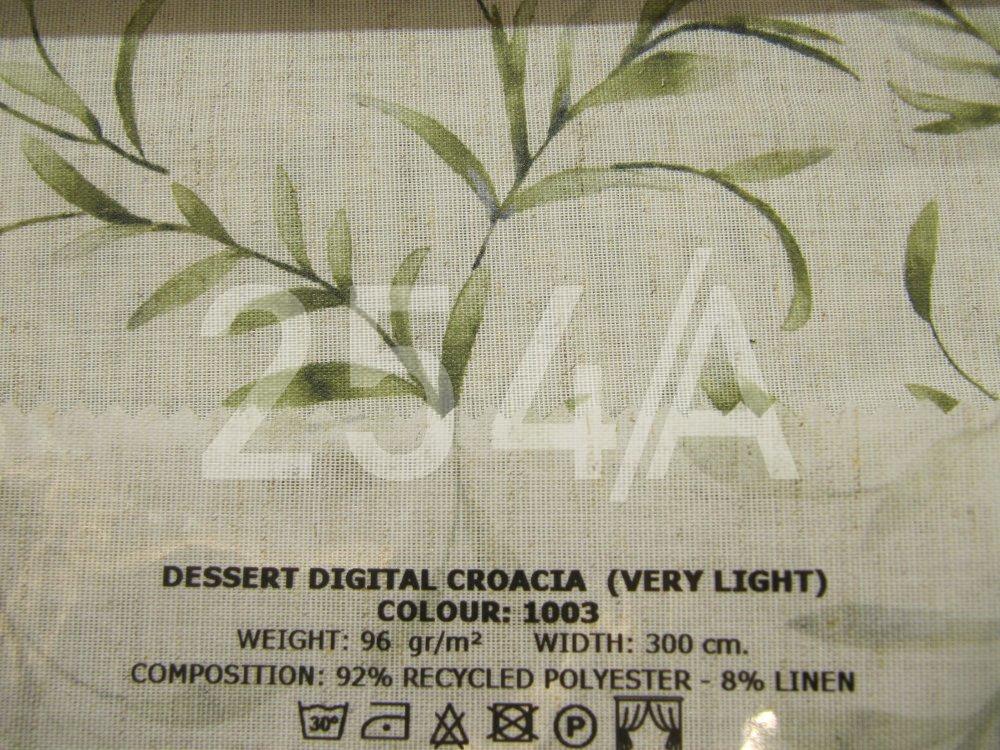 254/A
DESSERT DIGITAL CROACIA (VERY LIGHT)
COLOUR: 1003
WEIGHT: 96 gr/m² WIDTH: 300 cm.
COMPOSITION: 92% RECYCLED POLYESTER - 8% LINEN
30° P